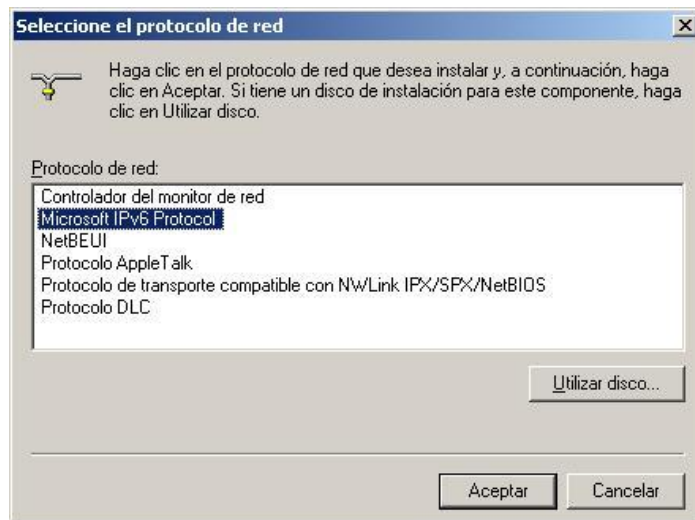 Seleccione el protocolo de red
Haga clic en el protocolo de red que desea instalar y, a continuación, haga
clic en Aceptar. Si tiene un disco de instalación para este componente, haga
clic en Utilizar disco.
Protocolo de red:
Controlador del monitor de red
Microsoft IPv6 Protocol
NetBEUI
Protocolo AppleTalk
Protocolo de transporte compatible con NWLink IPX/SPX/NetBIOS
Protocolo DLC
Utilizar disco...
Aceptar
Cancelar